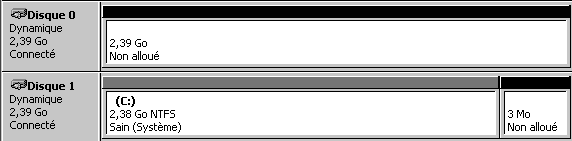 Disque 0
Dynamique
2,39 Go
Connecté
2,39 Go
Non alloué
Disque 1
Dynamique
2,39 Go
Connecté
(C:)
2,38 Go NTFS
Sain (Système)
3 Mo
Non alloué